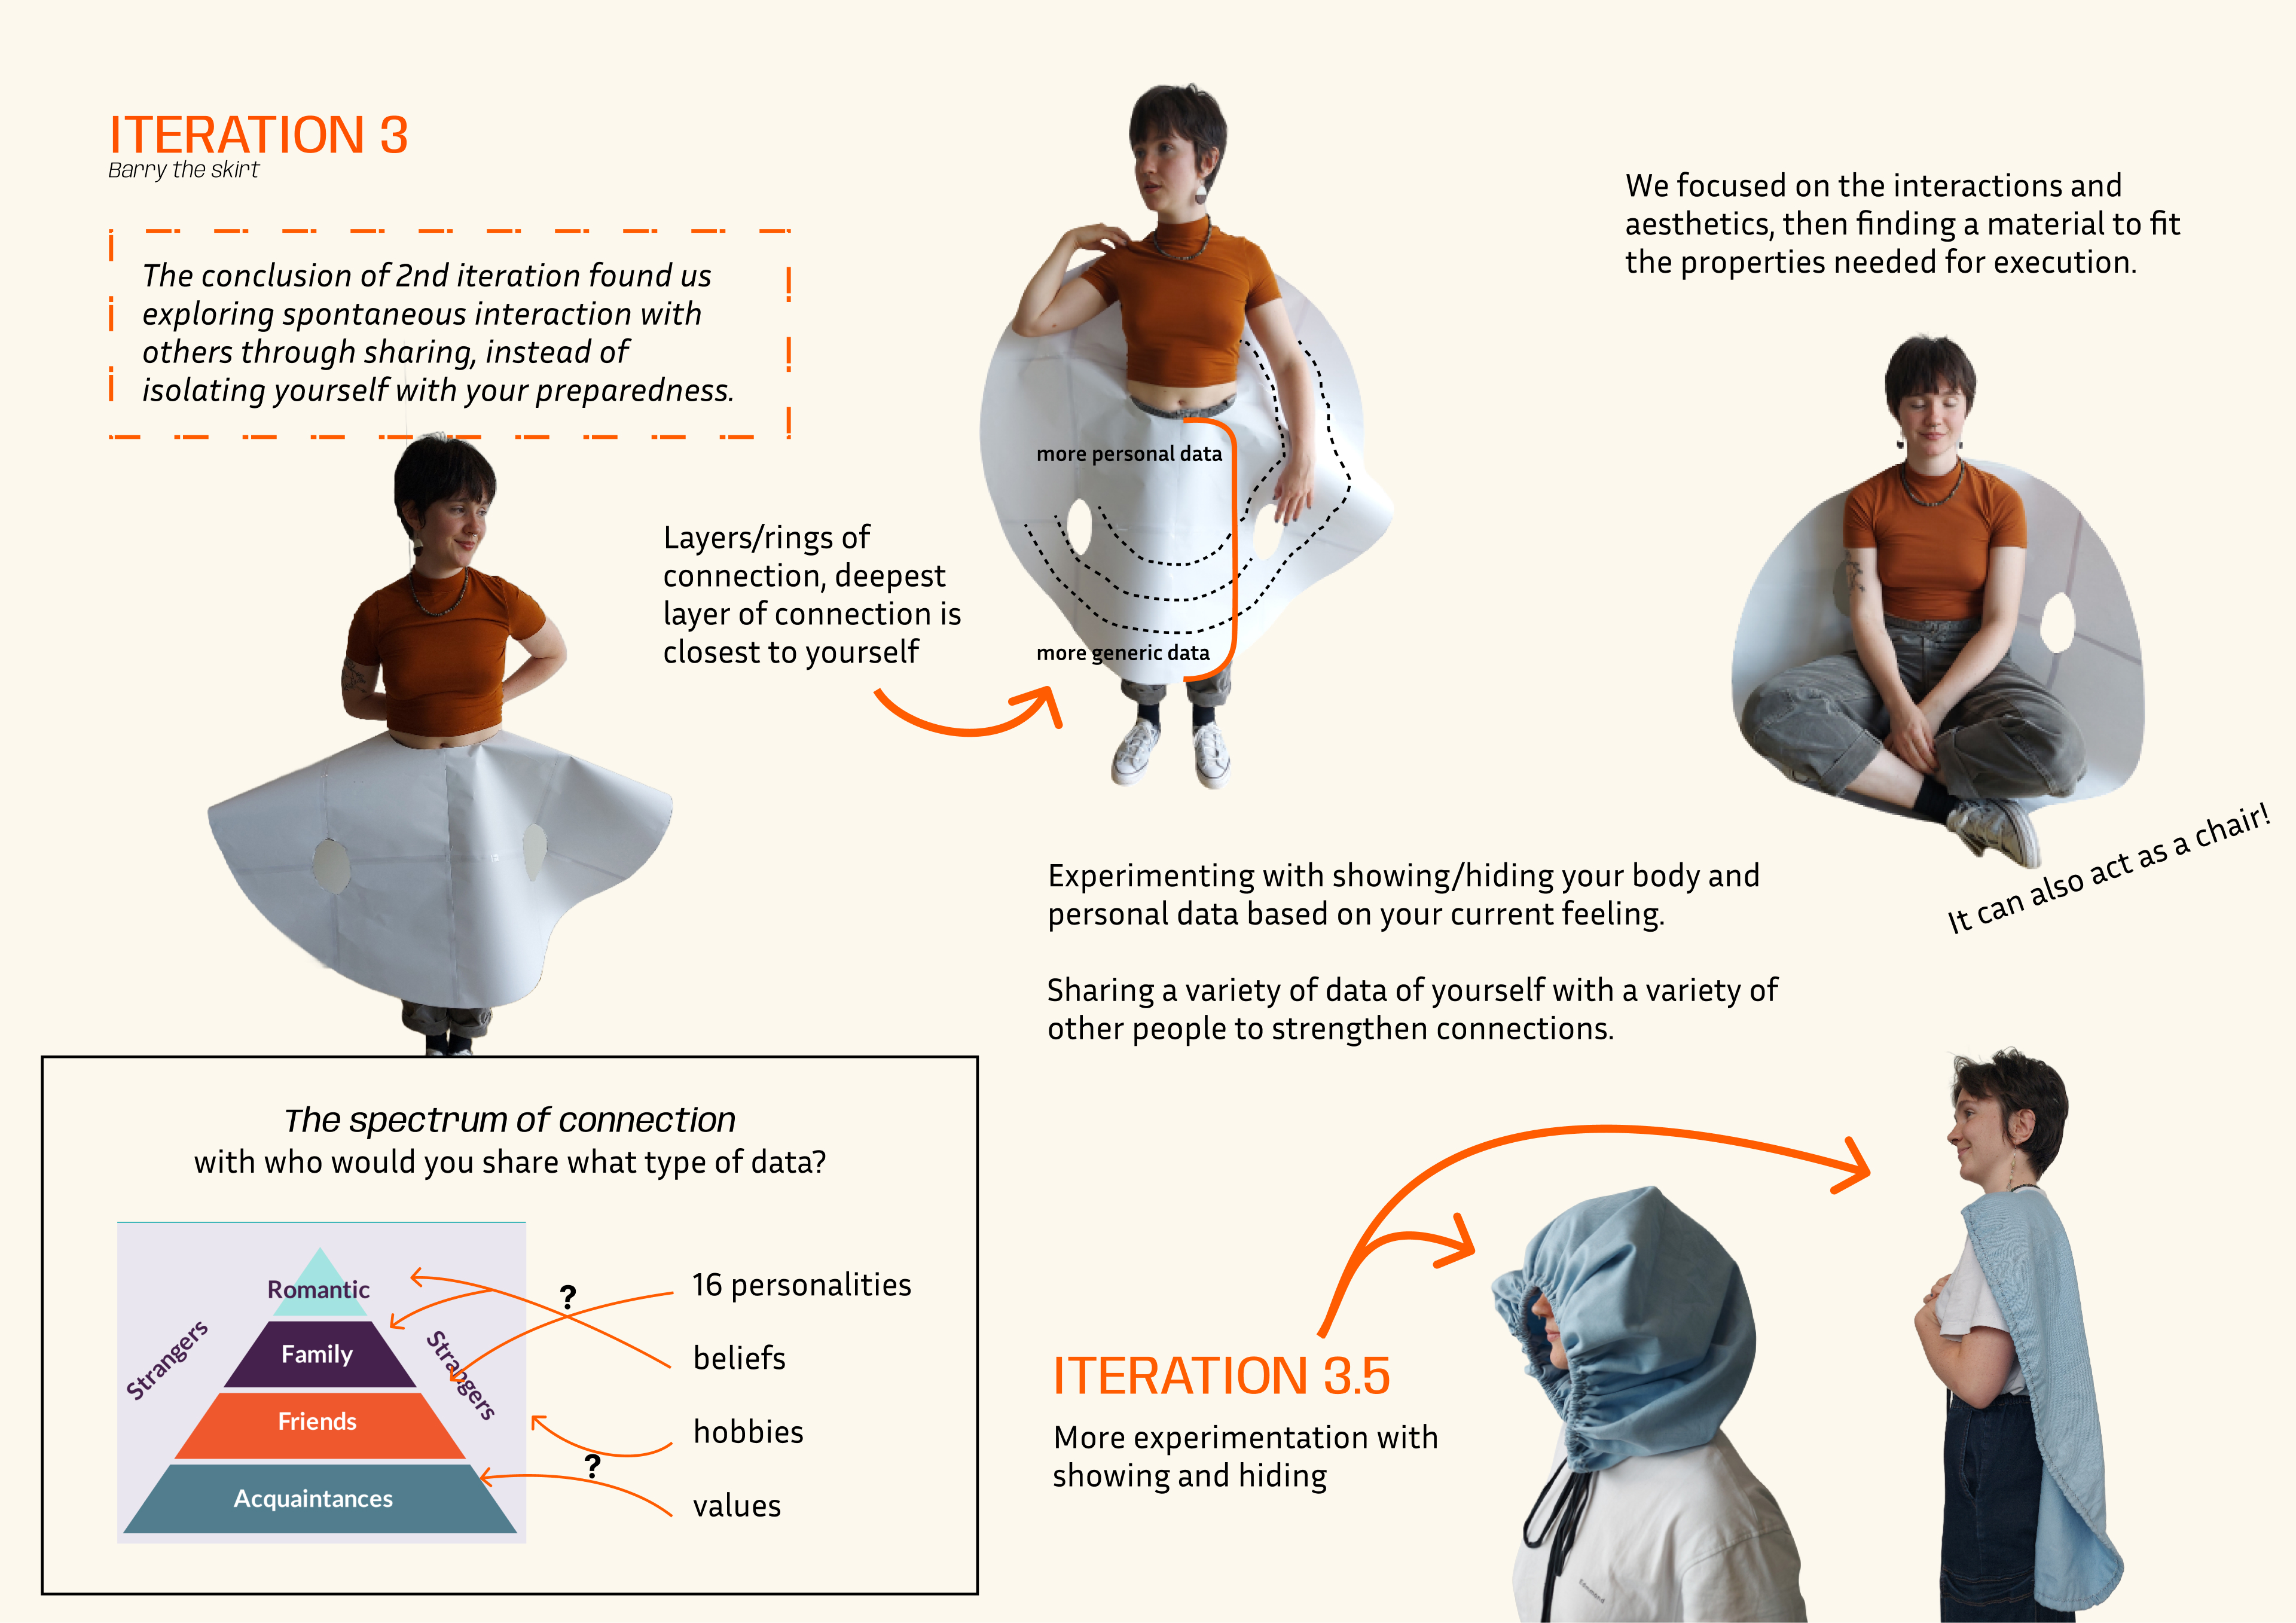 ITERATION 3
Barry the skirt
The conclusion of 2nd iteration found us
exploring spontaneous interaction with
others through sharing, instead of
isolating yourself with your preparedness.
Layers/rings of
connection, deepest
layer of connection is
closest to yourself
more personal data
more generic data
We focused on the interactions and
aesthetics, then finding a material to fit
the properties needed for execution.
It can also act as a chair!
Experimenting with showing/hiding your body and
personal data based on your current feeling.
Sharing a variety of data of yourself with a variety of
other people to strengthen connections.
The spectrum of connection
with who would you share what type of data?
Romantic
Family
Friends
Acquaintances
Strangers
Strangers
?
?
16 personalities
beliefs
hobbies
values
ITERATION 3.5
More experimentation with
showing and hiding